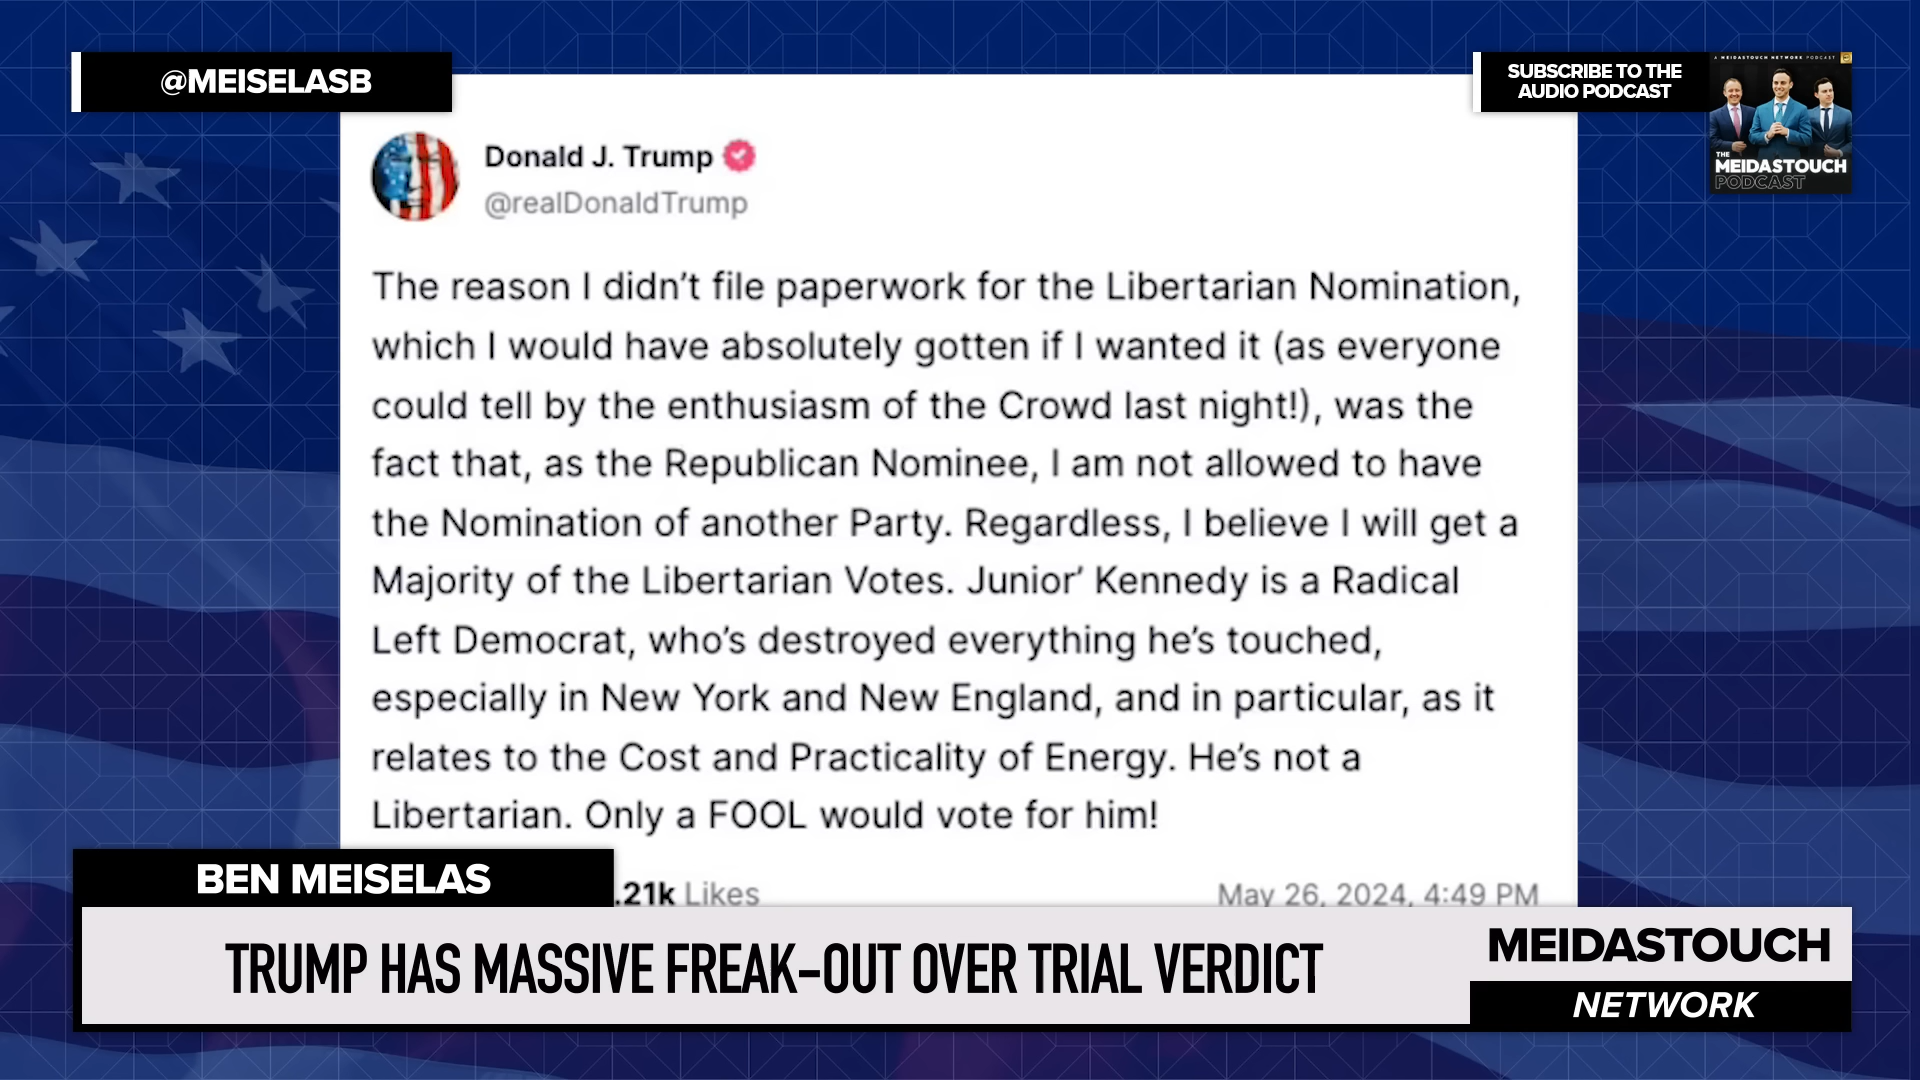 @MEISELASB
SUBSCRIBE TO THE
AUDIO PODCAST
A MEIDASTOUCH NETWORK PODCAST
THE
MEIDASTOUCH
PODCAST
Donald J. Trump
@realDonaldTrump
The reason I didn’t file paperwork for the Libertarian Nomination,
which I would have absolutely gotten if I wanted it (as everyone
could tell by the enthusiasm of the Crowd last night!), was the
fact that, as the Republican Nominee, I am not allowed to have
the Nomination of another Party. Regardless, I believe I will get a
Majority of the Libertarian Votes. Junior’ Kennedy is a Radical
Left Democrat, who’s destroyed everything he’s touched,
especially in New York and New England, and in particular, as it
relates to the Cost and Practicality of Energy. He’s not a
Libertarian. Only a FOOL would vote for him!
.21k Likes
May 26, 2024, 4:49 PM
BEN MEISELAS
TRUMP HAS MASSIVE FREAK-OUT OVER TRIAL VERDICT
MEIDASTOUCH
NETWORK